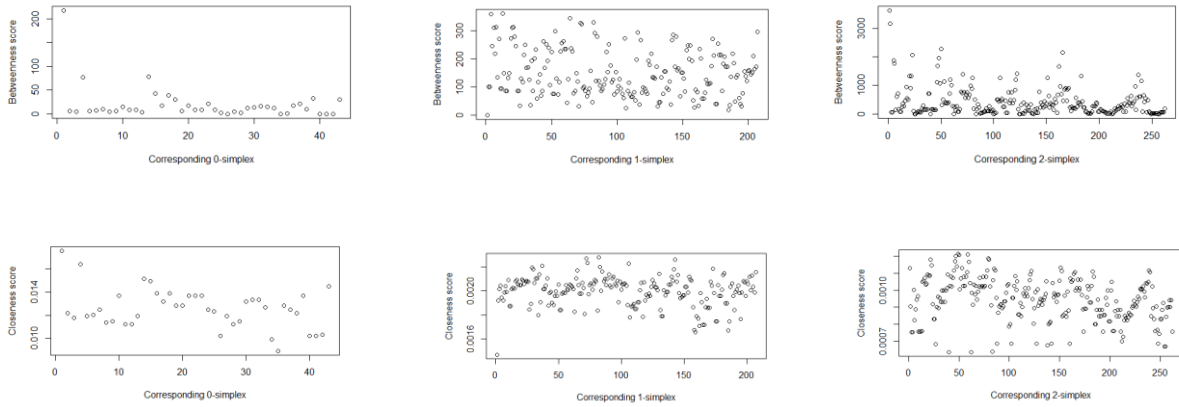 Betweenness score
0 50 100 200
0 10 20 30 40
Corresponding 0-simplex
Betweenness score
0 100 200 300
0 50 100 150 200
Corresponding 1-simplex
Betweenness score
0 1000 3000
0 50 100 150 200 250
Corresponding 2-simplex
Closeness score
0.010 0.014
0 10 20 30 40
Corresponding 0-simplex
Closeness score
0.0016 0.0020
0 50 100 150 200
Corresponding 1-simplex
Closeness score
0.0007 0.0010
0 50 100 150 200 250
Corresponding 2-simplex